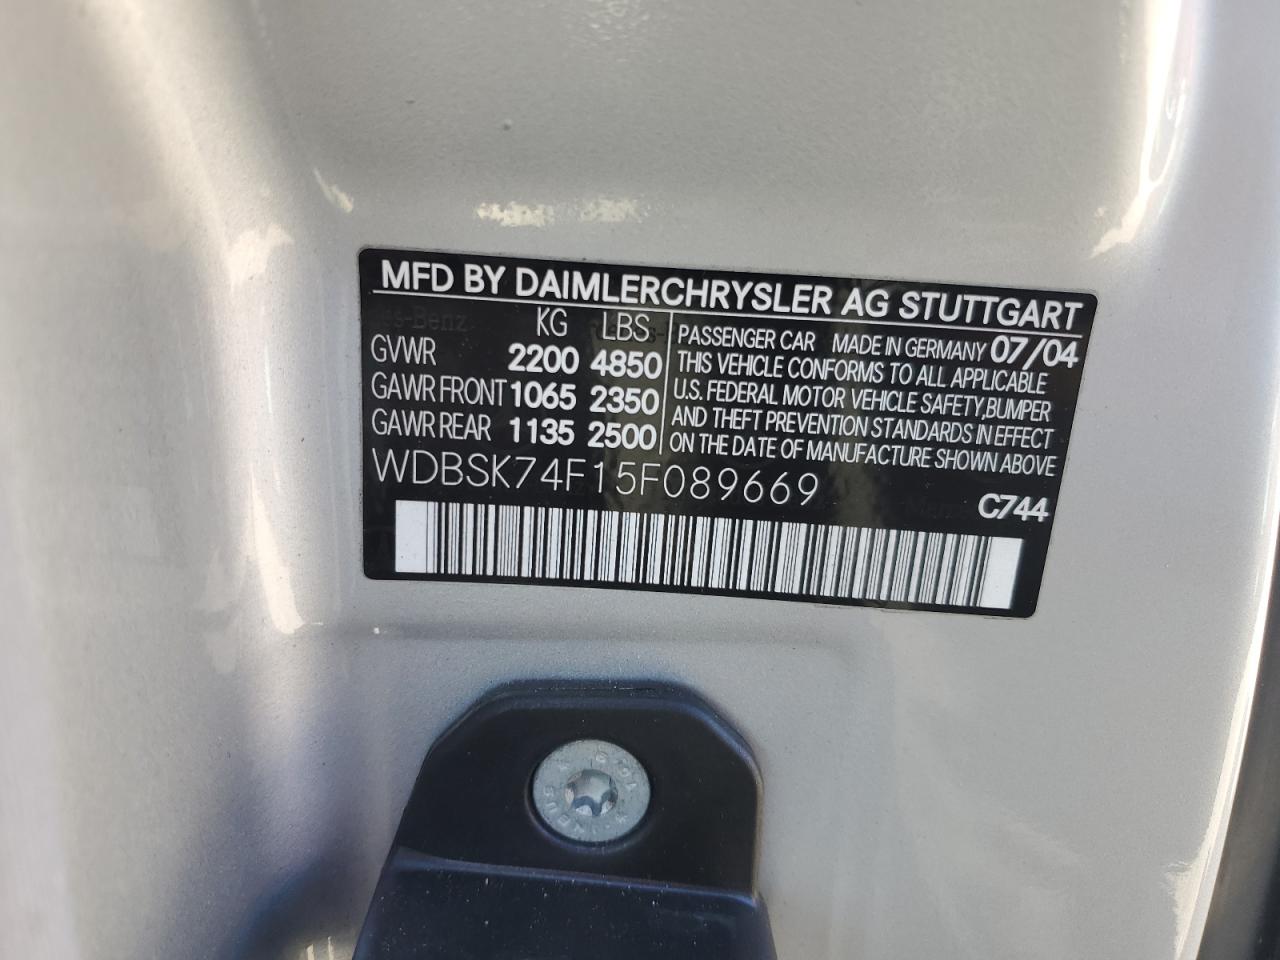 MFD BY DAIMLERCHRYSLER AG STUTTGART
KG LBS
GVWR 2200 4850
GAWR FRONT 1065 2350
GAWR REAR 1135 2500
PASSENGER CAR MADE IN GERMANY 07/04
THIS VEHICLE CONFORMS TO ALL APPLICABLE
U.S. FEDERAL MOTOR VEHICLE SAFETY,BUMPER
AND THEFT PREVENTION STANDARDS IN EFFECT
ON THE DATE OF MANUFACTURE SHOWN ABOVE
WDBSK74F15F089669
C744
10.9